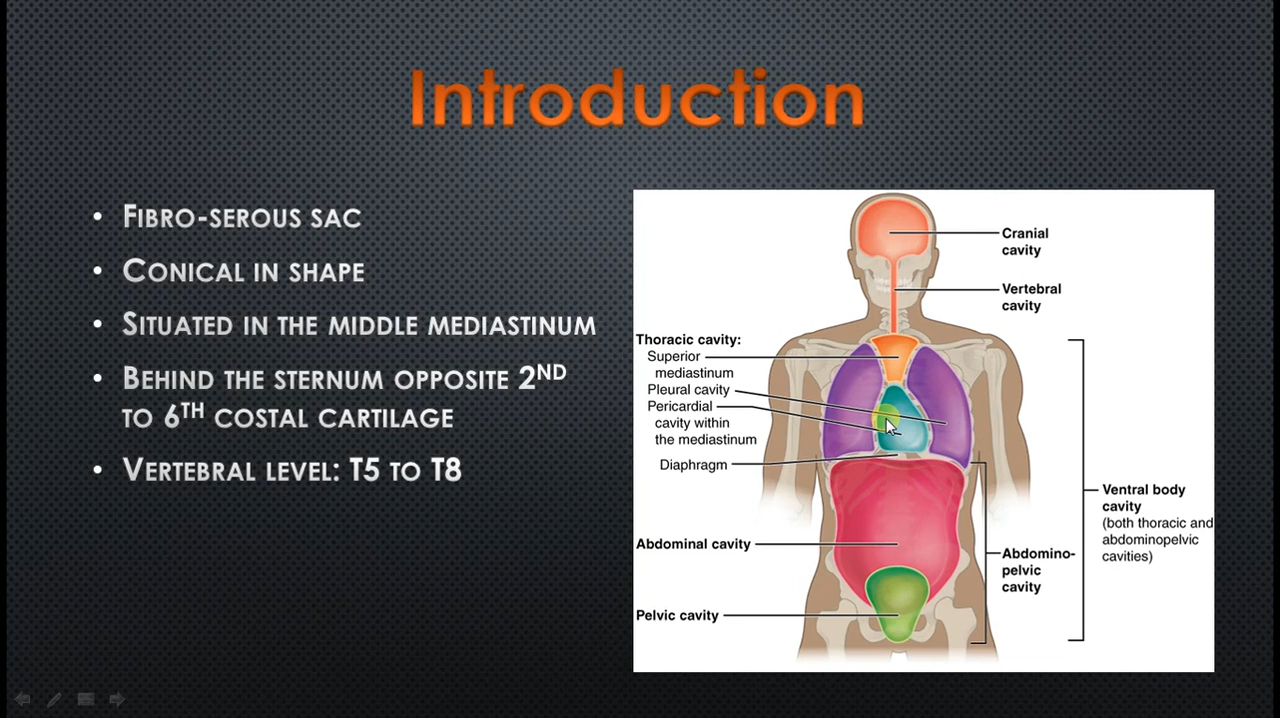 Introduction
• Fibro-serous sac
• Conical in shape
• Situated in the middle mediastinum
• Behind the sternum opposite 2ND
to 6TH costal cartilage
• Vertebral level: T5 to T8
Cranial
cavity
Vertebral
cavity
Thoracic cavity:
Superior
mediastinum
Pleural cavity
Pericardial
cavity within
the mediastinum
Diaphragm
Abdominal cavity
Pelvic cavity
Abdomino-
pelvic
cavity
Ventral body
cavity
(both thoracic and
abdominopelvic
cavities)